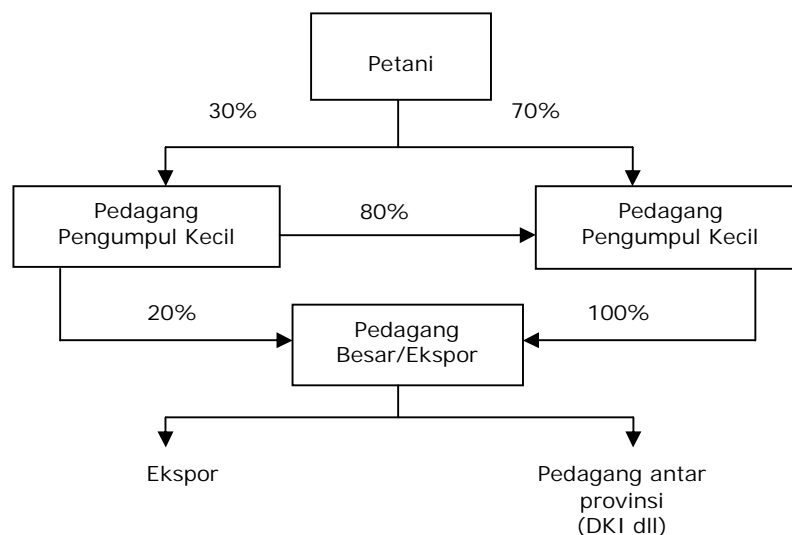 Petani
30%
70%
Pedagang
Pengumpul Kecil
80%
Pedagang
Pengumpul Kecil
20%
Pedagang
Besar/Ekspor
100%
Ekspor
Pedagang antar
provinsi
(DKI dll)